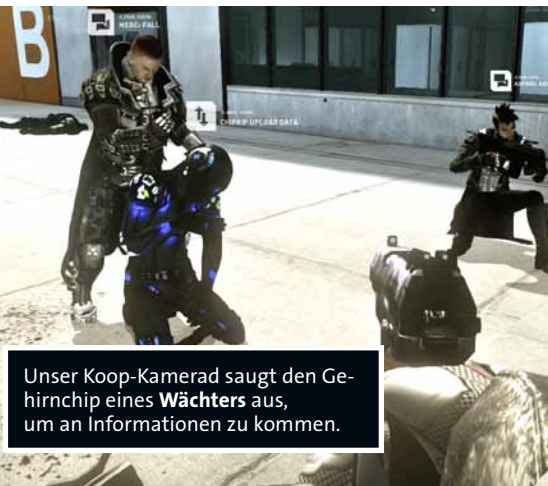 B
MERC: FALL
CHIPRIP UPLOAD DATA
Unser Koop-Kamerad saugt den Ge-
hirnchip eines Wächters aus,
um an Informationen zu kommen.